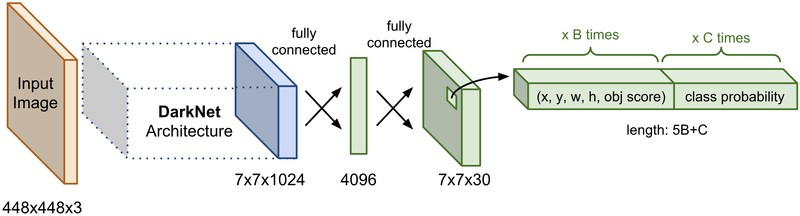 Input
Image
448x448x3
DarkNet
Architecture
7x7x1024
fully
connected
4096
fully
connected
7x7x30
x B times
x C times
(x, y, w, h, obj score)
class probability
length: 5B+C